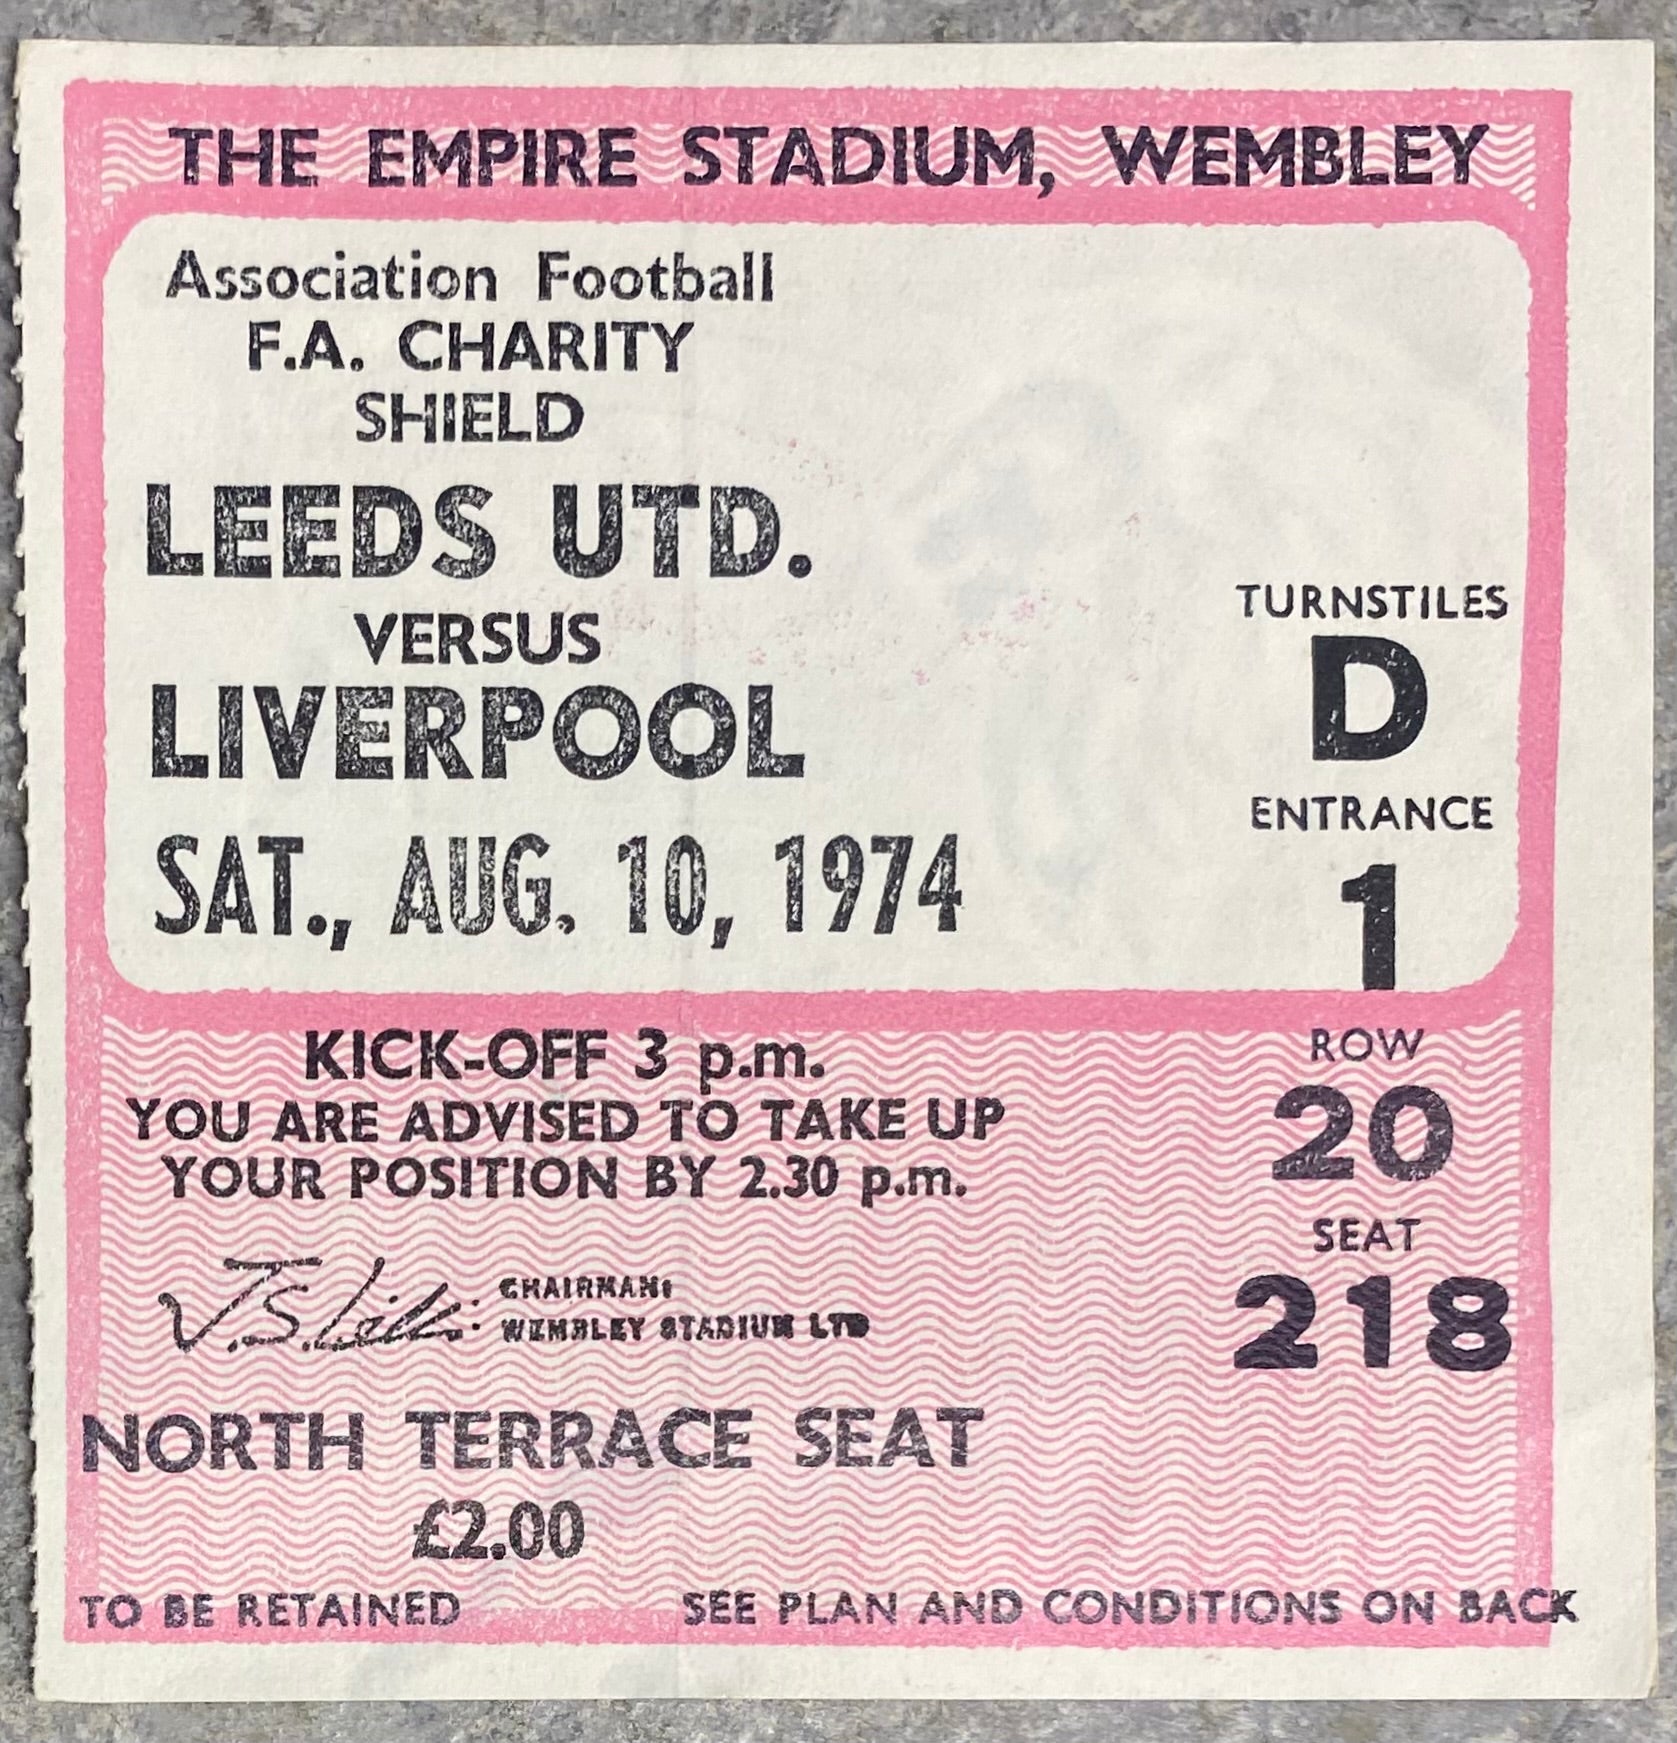 THE EMPIRE STADIUM, WEMBLEY
Association Football
F.A. CHARITY
SHIELD
LEEDS UTD.
VERSUS
LIVERPOOL
SAT., AUG. 10, 1974
TURNSTILES
D
ENTRANCE
1
ROW
20
SEAT
218
KICK-OFF 3 p.m.
YOU ARE ADVISED TO TAKE UP
YOUR POSITION BY 2.30 p.m.
CHAIRMAN:
WEMBLEY STADIUM LTD
NORTH TERRACE SEAT
£2.00
TO BE RETAINED
SEE PLAN AND CONDITIONS ON BACK